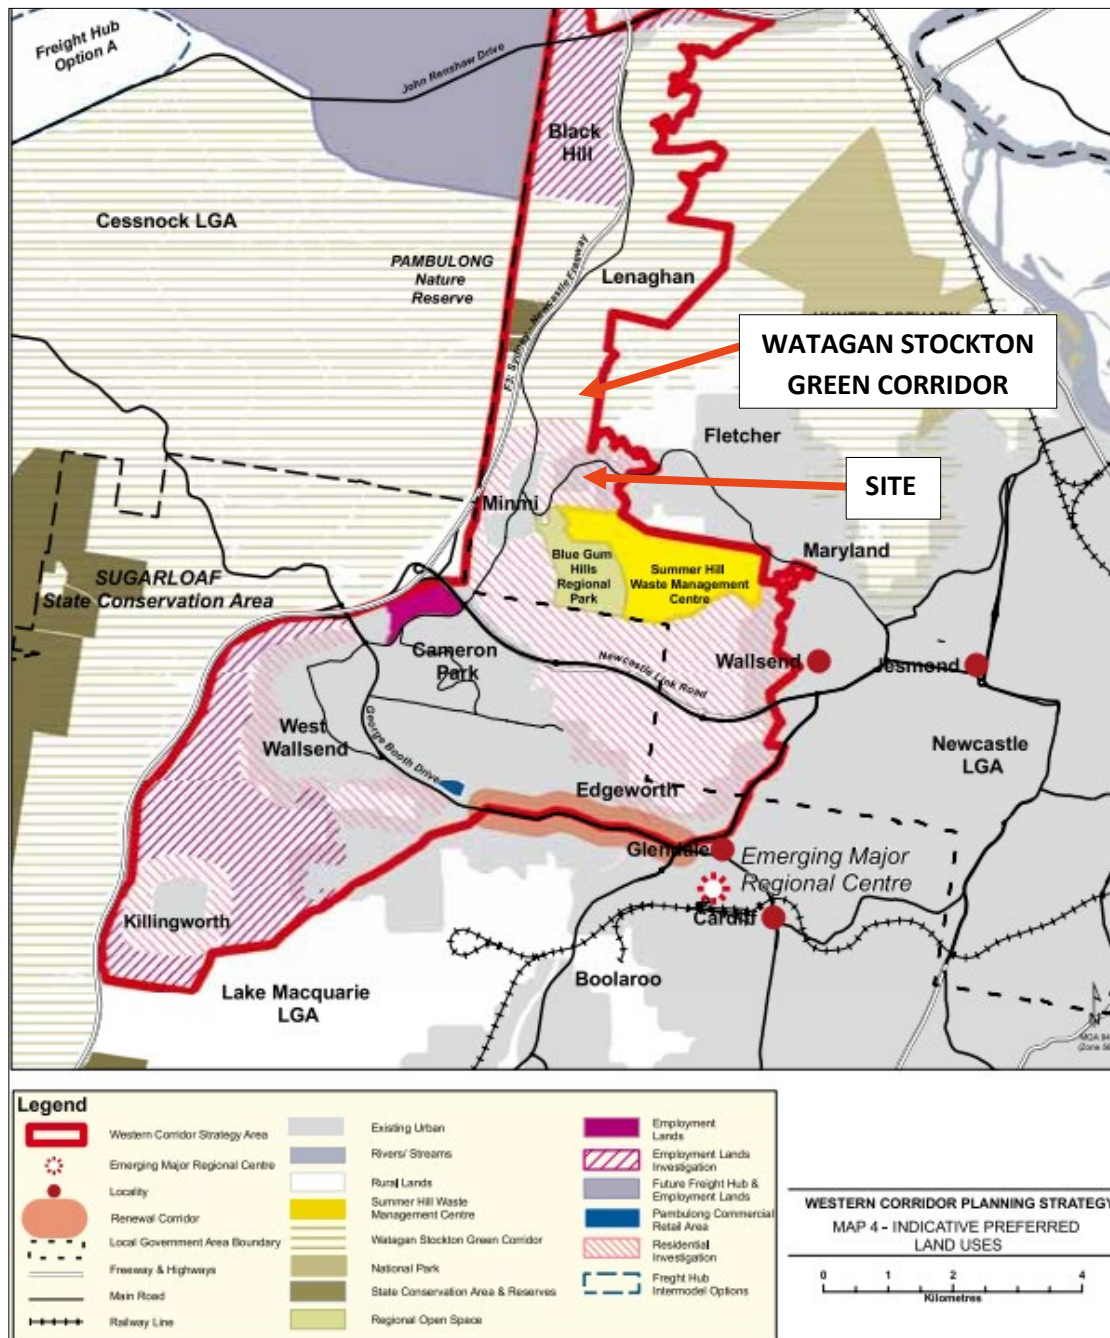 Freight Hub
Option A
John Renshaw Drive
Black
Hill
Cessnock LGA
PAMBULONG
Nature
Reserve
F3: Sydney - Newcastle Freeway
Lenaghan
WATAGAN STOCKTON
GREEN CORRIDOR
Fletcher
SITE
Minmi
Maryland
Blue Gum
Hills
Regional
Park
Summer Hill
Waste Management
Centre
SUGARLOAF
State Conservation Area
Cameron
Park
Newcastle Link Road
Wallsend
Jesmond
West
Wallsend
George Booth Drive
Newcastle
LGA
Edgeworth
Glendale
Emerging Major
Regional Centre
Cardiff
Killingworth
Boolaroo
Lake Macquarie
LGA
N
Legend
Western Corridor Strategy Area
Emerging Major Regional Centre
Locality
Renewal Corridor
Local Government Area Boundary
Freeway & Highways
Main Road
Railway Line
Existing Urban
Rivers/ Streams
Rural Lands
Summer Hill Waste
Management Centre
Watagan Stockton Green Corridor
National Park
State Conservation Area & Reserves
Regional Open Space
Employment
Lands
Employment Lands
Investigation
Future Freight Hub &
Employment Lands
Pambulong Commercial
Retail Area
Residential
Investigation
Freght Hub
Intermodel Options
WESTERN CORRIDOR PLANNING STRATEGY
MAP 4 - INDICATIVE PREFERRED
LAND USES
0 1 2 4
Kilometres